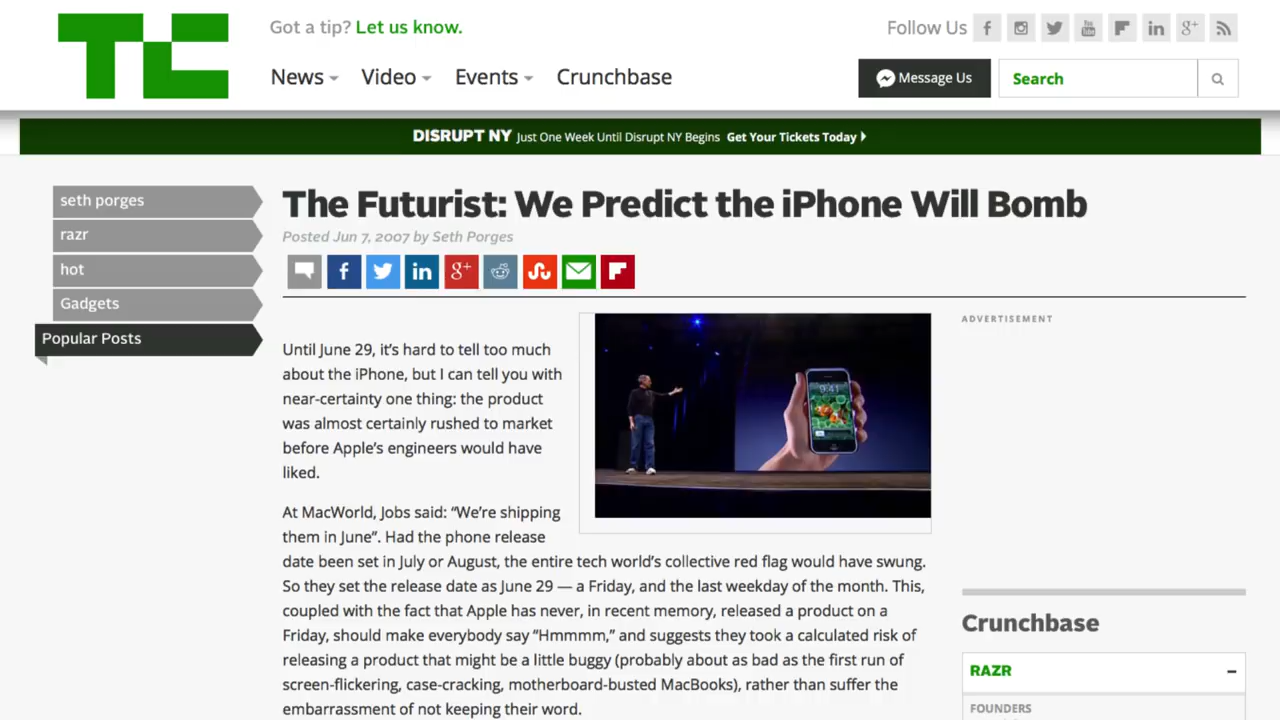 TC
Got a tip? Let us know.
Follow Us
News
Video
Events
Crunchbase
Message Us
Search
DISRUPT NY Just One Week Until Disrupt NY Begins Get Your Tickets Today
seth porges
razr
hot
Gadgets
Popular Posts
The Futurist: We Predict the iPhone Will Bomb
Posted Jun 7, 2007 by Seth Porges
Until June 29, it’s hard to tell too much
about the iPhone, but I can tell you with
near-certainty one thing: the product
was almost certainly rushed to market
before Apple’s engineers would have
liked.
At MacWorld, Jobs said: “We’re shipping
them in June”. Had the phone release
date been set in July or August, the entire tech world’s collective red flag would have swung.
So they set the release date as June 29 — a Friday, and the last weekday of the month. This,
coupled with the fact that Apple has never, in recent memory, released a product on a
Friday, should make everybody say “Hmmmm,” and suggests they took a calculated risk of
releasing a product that might be a little buggy (probably about as bad as the first run of
screen-flickering, case-cracking, motherboard-busted MacBooks), rather than suffer the
embarrassment of not keeping their word.
9:41
ADVERTISEMENT
Crunchbase
RAZR
FOUNDERS